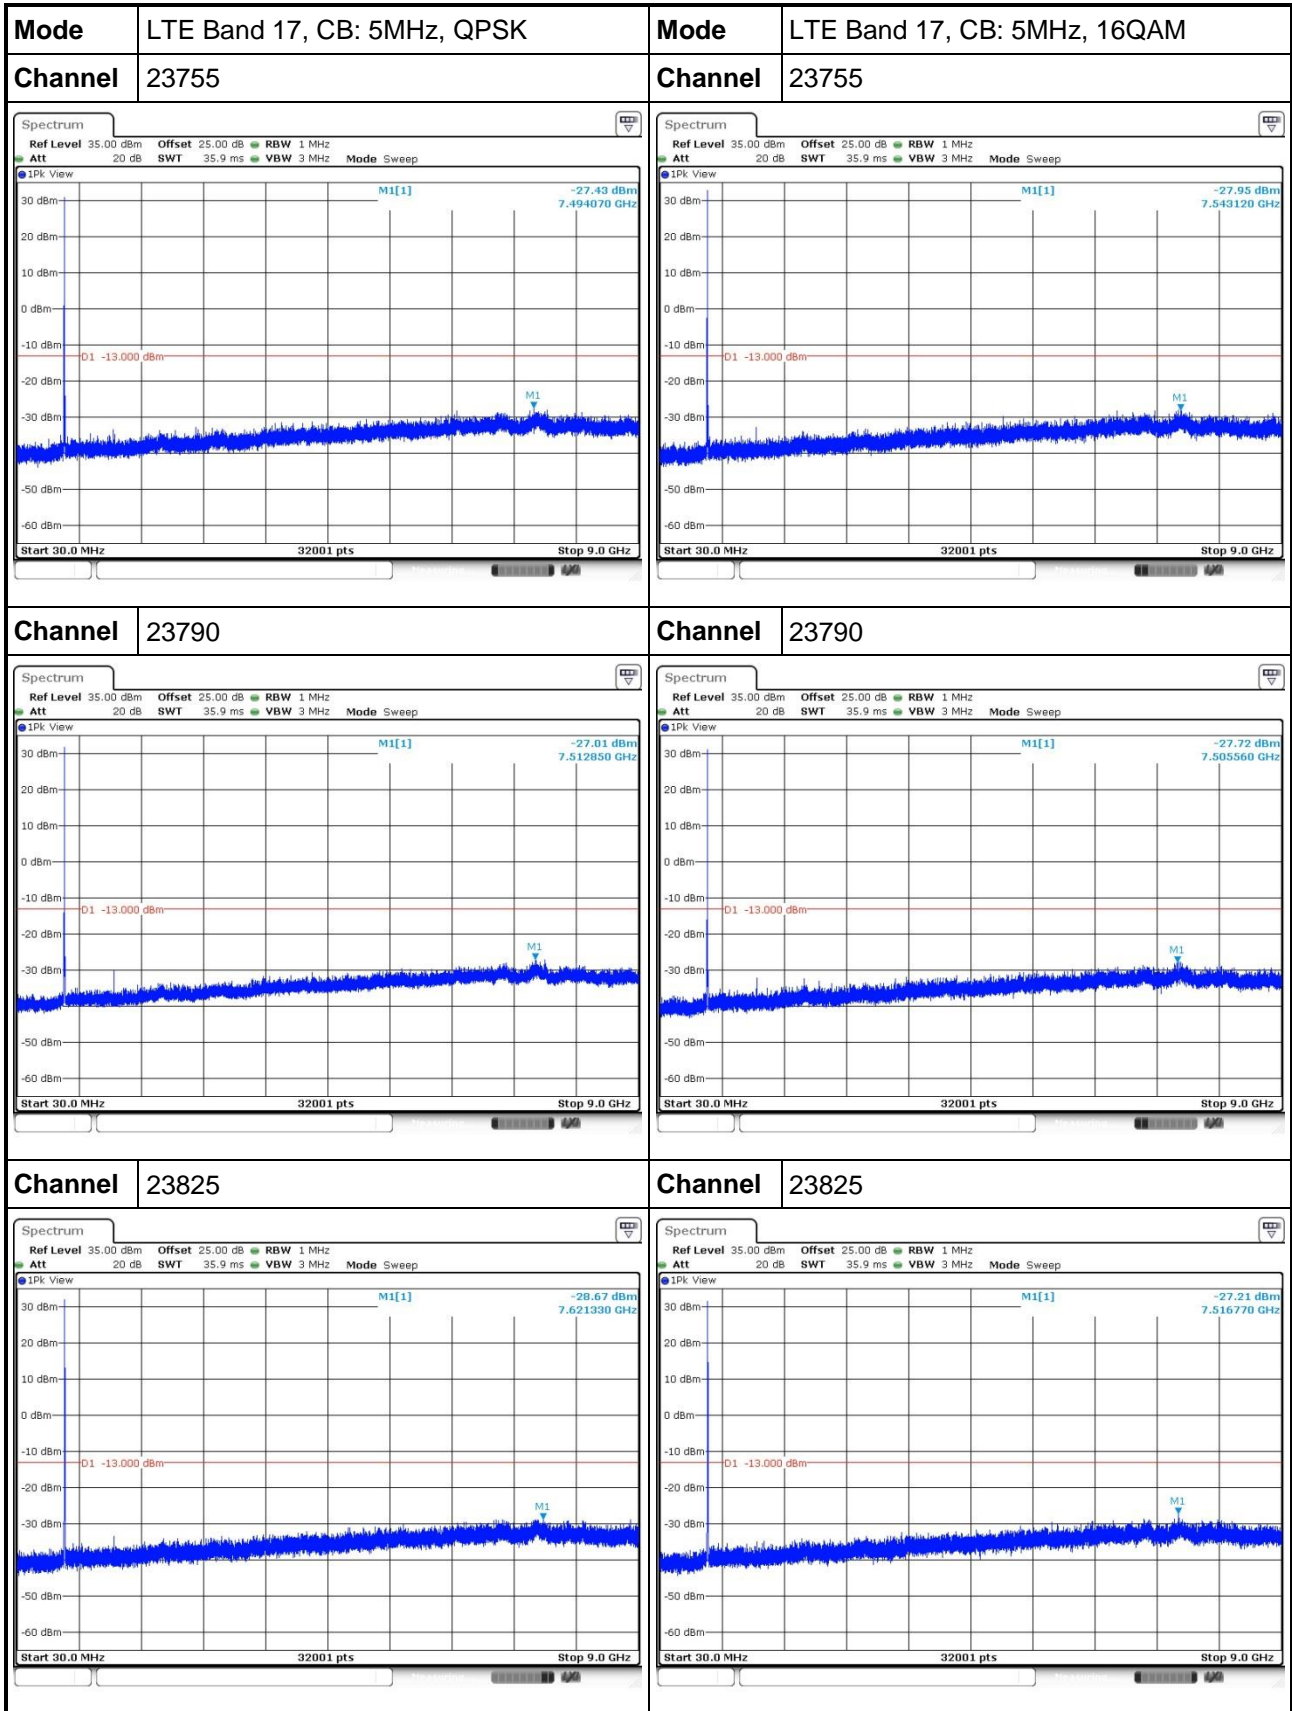 Mode LTE Band 17, CB: 5MHz, QPSK Mode LTE Band 17, CB: 5MHz, 16QAM
Channel 23755 Channel 23755
Spectrum
Ref Level 35.00 dBm Offset 25.00 dB RBW 1 MHz
Att 20 dB SWT 35.9 ms VBW 3 MHz Mode Sweep
1Pk View
M1[1] -27.43 dBm
7.494070 GHz
30 dBm
20 dBm
10 dBm
0 dBm
-10 dBm
D1 -13.000 dBm
-20 dBm
M1
-30 dBm
-50 dBm
-60 dBm
Start 30.0 MHz 32001 pts Stop 9.0 GHz
Spectrum
Ref Level 35.00 dBm Offset 25.00 dB RBW 1 MHz
Att 20 dB SWT 35.9 ms VBW 3 MHz Mode Sweep
1Pk View
M1[1] -27.95 dBm
7.543120 GHz
30 dBm
20 dBm
10 dBm
0 dBm
-10 dBm
D1 -13.000 dBm
-20 dBm
M1
-30 dBm
-50 dBm
-60 dBm
Start 30.0 MHz 32001 pts Stop 9.0 GHz
Channel 23790 Channel 23790
Spectrum
Ref Level 35.00 dBm Offset 25.00 dB RBW 1 MHz
Att 20 dB SWT 35.9 ms VBW 3 MHz Mode Sweep
1Pk View
M1[1] -27.01 dBm
7.512850 GHz
30 dBm
20 dBm
10 dBm
0 dBm
-10 dBm
D1 -13.000 dBm
-20 dBm
M1
-30 dBm
-50 dBm
-60 dBm
Start 30.0 MHz 32001 pts Stop 9.0 GHz
Spectrum
Ref Level 35.00 dBm Offset 25.00 dB RBW 1 MHz
Att 20 dB SWT 35.9 ms VBW 3 MHz Mode Sweep
1Pk View
M1[1] -27.72 dBm
7.505560 GHz
30 dBm
20 dBm
10 dBm
0 dBm
-10 dBm
D1 -13.000 dBm
-20 dBm
M1
-30 dBm
-50 dBm
-60 dBm
Start 30.0 MHz 32001 pts Stop 9.0 GHz
Channel 23825 Channel 23825
Spectrum
Ref Level 35.00 dBm Offset 25.00 dB RBW 1 MHz
Att 20 dB SWT 35.9 ms VBW 3 MHz Mode Sweep
1Pk View
M1[1] -28.67 dBm
7.621330 GHz
30 dBm
20 dBm
10 dBm
0 dBm
-10 dBm
D1 -13.000 dBm
-20 dBm
M1
-30 dBm
-50 dBm
-60 dBm
Start 30.0 MHz 32001 pts Stop 9.0 GHz
Spectrum
Ref Level 35.00 dBm Offset 25.00 dB RBW 1 MHz
Att 20 dB SWT 35.9 ms VBW 3 MHz Mode Sweep
1Pk View
M1[1] -27.21 dBm
7.516770 GHz
30 dBm
20 dBm
10 dBm
0 dBm
-10 dBm
D1 -13.000 dBm
-20 dBm
M1
-30 dBm
-50 dBm
-60 dBm
Start 30.0 MHz 32001 pts Stop 9.0 GHz